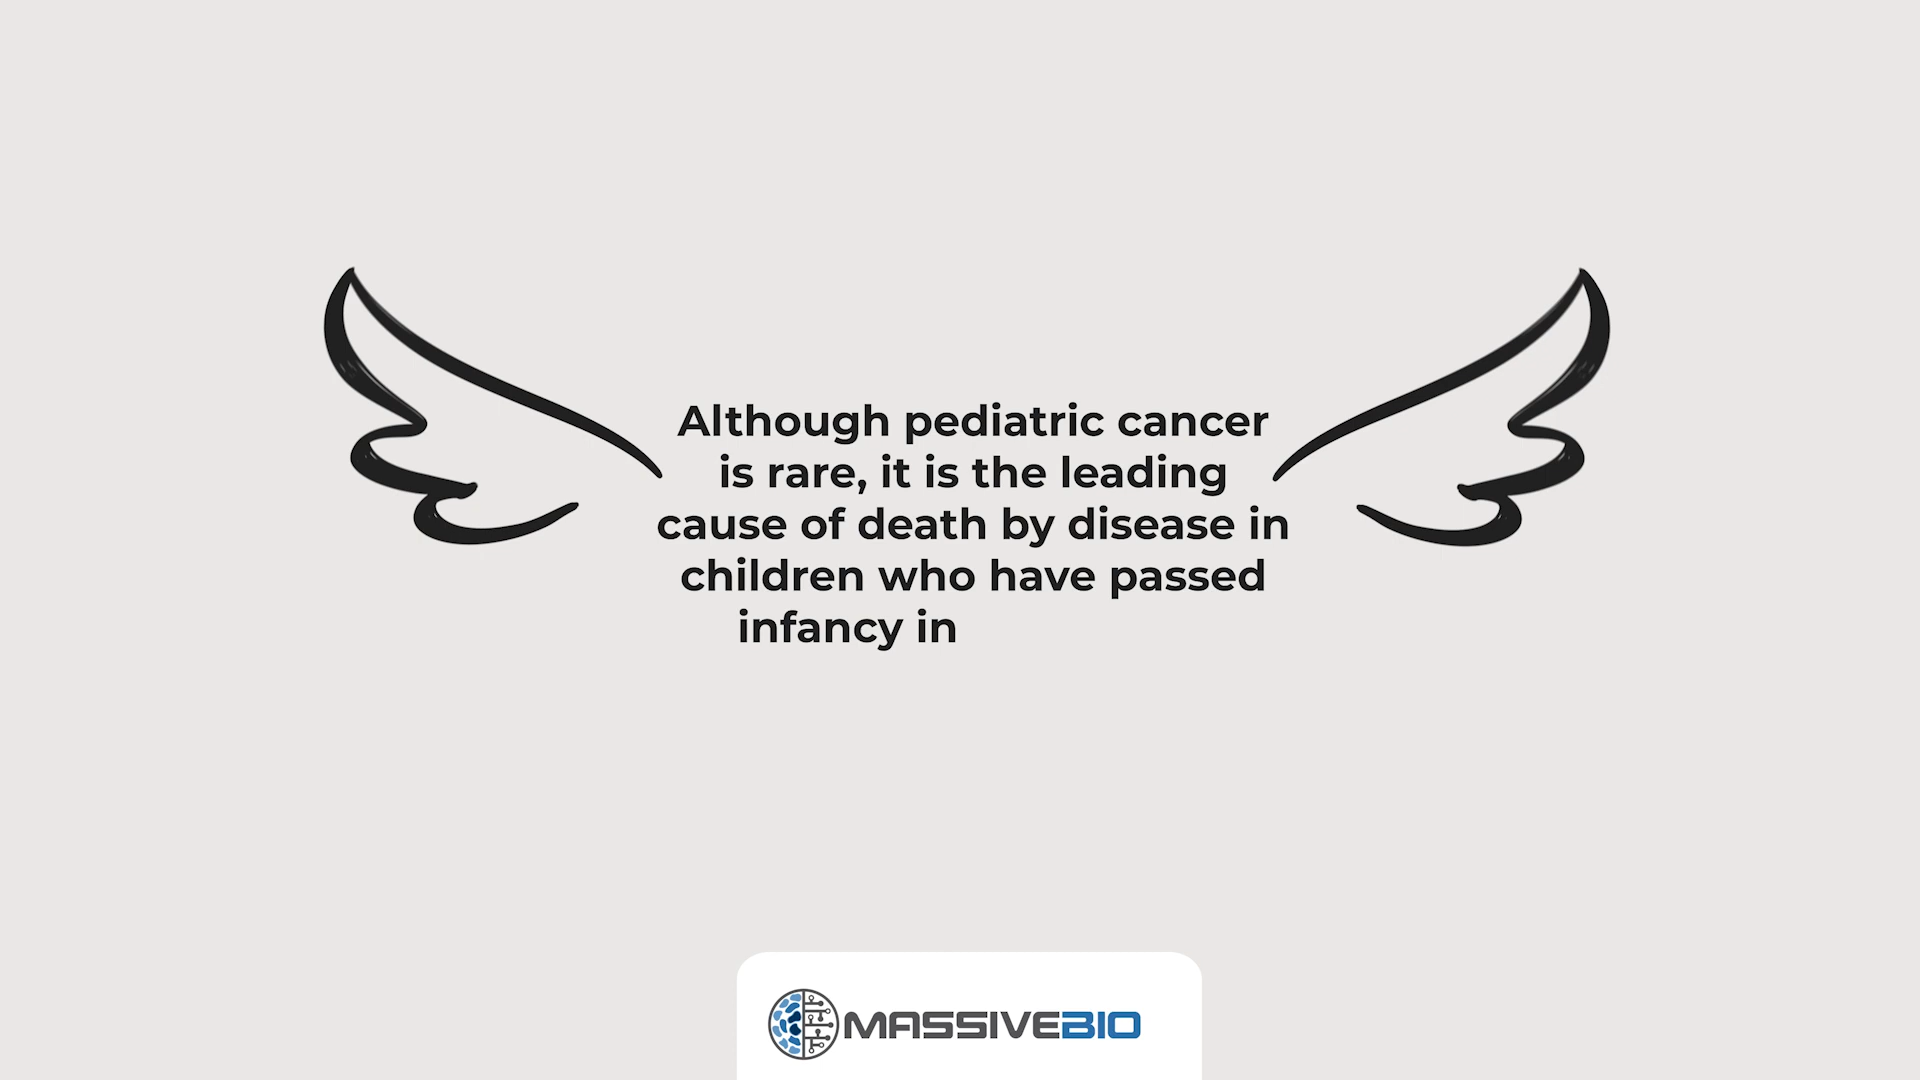 Although pediatric cancer
is rare, it is the leading
cause of death by disease in
children who have passed
infancy in
MASSIVEBIO